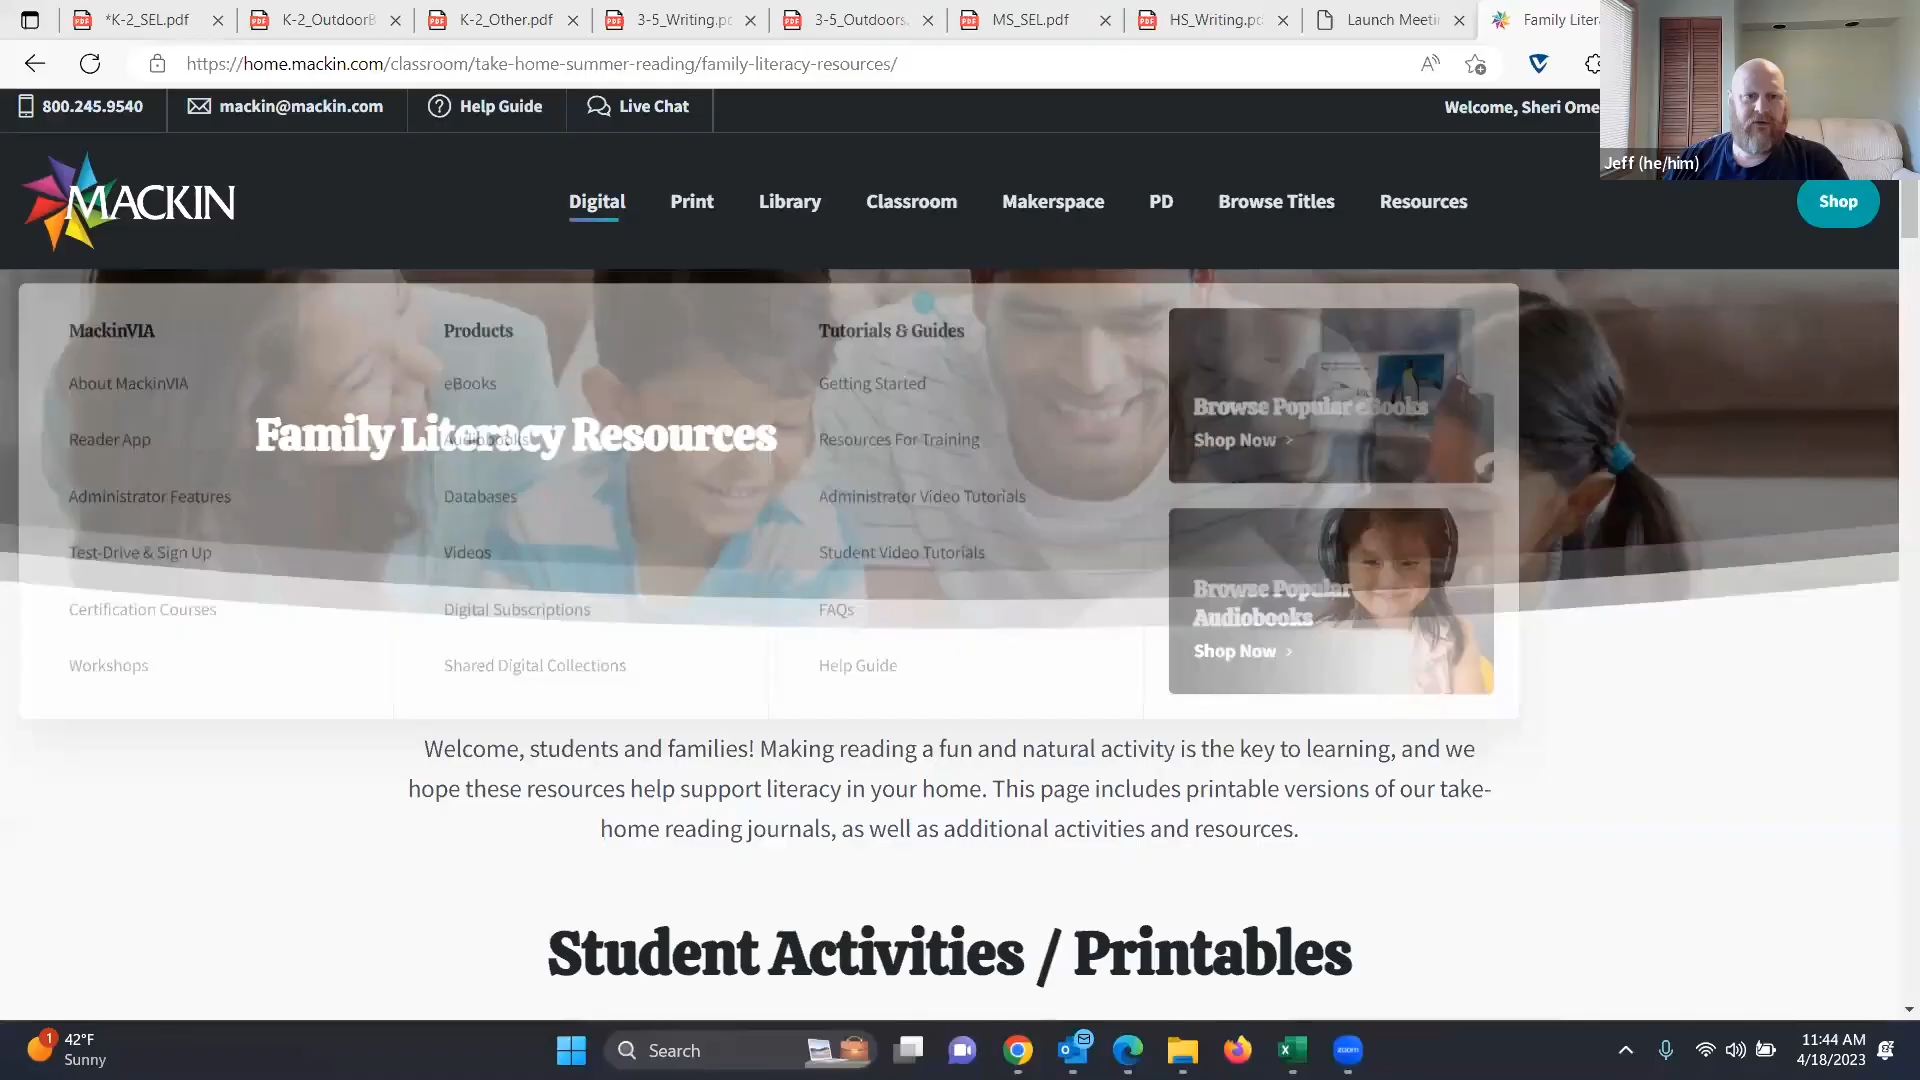 *K-2_SEL.pdf
K-2_OutdoorB
K-2_Other.pdf
3-5_Writing.pc
3-5_Outdoors.
MS_SEL.pdf
HS_Writing.pc
Launch Meeti
Family Liter
https://home.mackin.com/classroom/take-home-summer-reading/family-literacy-resources/
800.245.9540
mackin@mackin.com
Help Guide
Live Chat
Welcome, Sheri Ome
Jeff (he/him)
MACKIN
Digital
Print
Library
Classroom
Makerspace
PD
Browse Titles
Resources
Shop
Family Literacy Resources
MackinVIA
About MackinVIA
Reader App
Administrator Features
Test-Drive & Sign Up
Certification Courses
Workshops
Products
eBooks
Audiobooks
Databases
Videos
Digital Subscriptions
Shared Digital Collections
Tutorials & Guides
Getting Started
Resources For Training
Administrator Video Tutorials
Student Video Tutorials
FAQs
Help Guide
Browse Popular eBooks
Shop Now >
Browse Popular
Audiobooks
Shop Now >
Welcome, students and families! Making reading a fun and natural activity is the key to learning, and we
hope these resources help support literacy in your home. This page includes printable versions of our take-
home reading journals, as well as additional activities and resources.
Student Activities / Printables
1
42°F
Sunny
Search
zoom
11:44 AM
4/18/2023